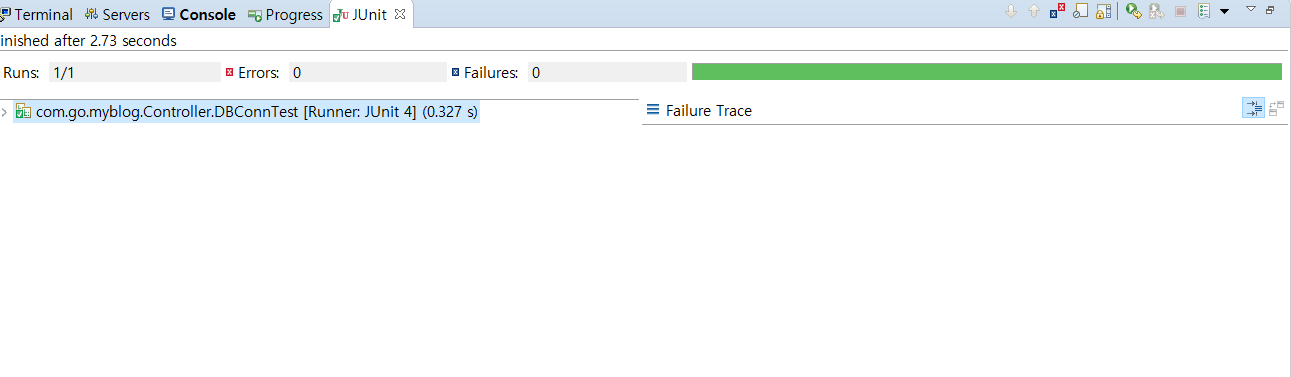 Terminal Servers Console Progress JUnit
inished after 2.73 seconds
Runs: 1/1 Errors: 0 Failures: 0
com.go.myblog.Controller.DBConnTest [Runner: JUnit 4] (0.327 s)
Failure Trace